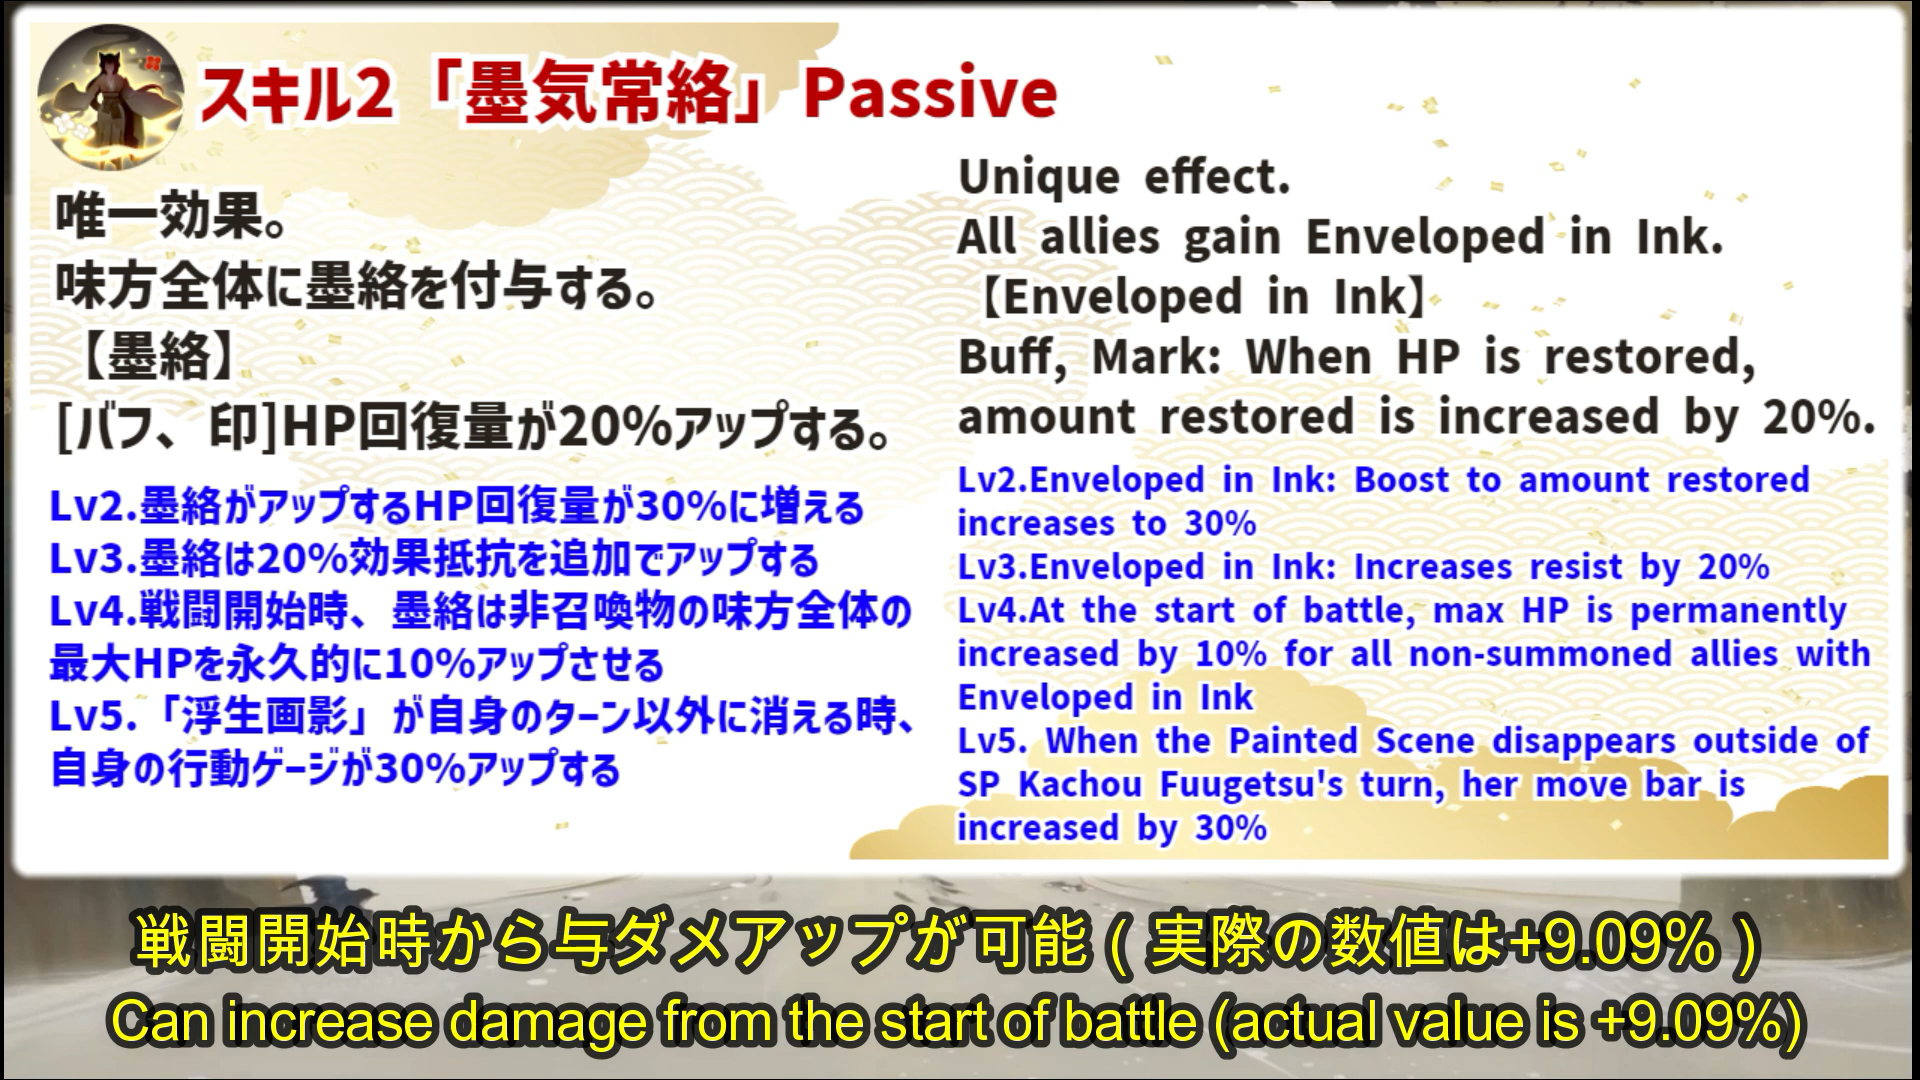 スキル2「墨気常絡」Passive
唯一効果。
味方全体に墨絡を付与する。
【墨絡】
[バフ、印]HP回復量が20%アップする。
Lv2.墨絡がアップするHP回復量が30%に増える
Lv3.墨絡は20%効果抵抗を追加でアップする
Lv4.戦闘開始時、墨絡は非召喚物の味方全体の
最大HPを永久的に10%アップさせる
Lv5.「浮生画影」が自身のターン以外に消える時、
自身の行動ゲージが30%アップする
Unique effect.
All allies gain Enveloped in Ink.
【Enveloped in Ink】
Buff, Mark: When HP is restored,
amount restored is increased by 20%.
Lv2.Enveloped in Ink: Boost to amount restored
increases to 30%
Lv3.Enveloped in Ink: Increases resist by 20%
Lv4.At the start of battle, max HP is permanently
increased by 10% for all non-summoned allies with
Enveloped in Ink
Lv5. When the Painted Scene disappears outside of
SP Kachou Fuugetsu's turn, her move bar is
increased by 30%
戦闘開始時から与ダメアップが可能(実際の数値は+9.09%)
Can increase damage from the start of battle (actual value is +9.09%)